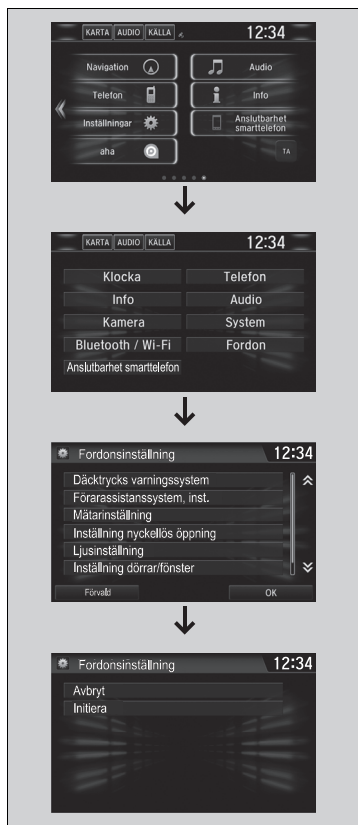 KARTA AUDIO KÄLLA 12:34
Navigation Audio
Telefon Info
Inställningar Anslutbarhet smarttelefon
aha TA
KARTA AUDIO KÄLLA 12:34
Klocka Telefon
Info Audio
Kamera System
Bluetooth / Wi-Fi Fordon
Anslutbarhet smarttelefon
Fordonsinställning 12:34
Däcktrycks varningssystem
Förarassistanssystem, inst.
Mätarinställning
Inställning nyckellös öppning
Ljusinställning
Inställning dörrar/fönster
Förvald OK
Fordonsinställning 12:34
Avbryt
Initiera